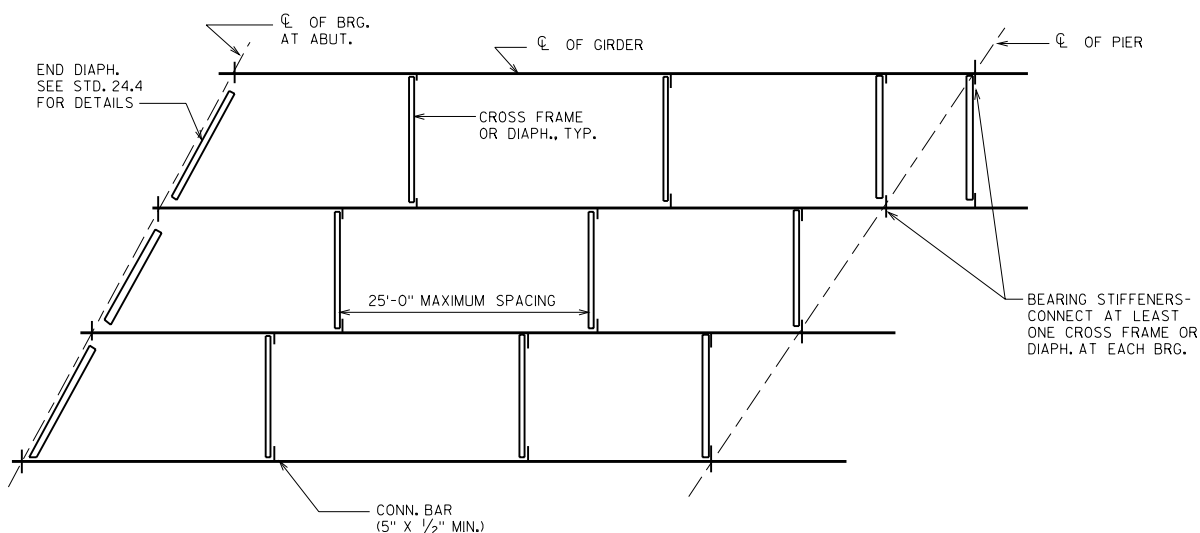 ℄ OF BRG.
AT ABUT.
℄ OF GIRDER
℄ OF PIER
END DIAPH.
SEE STD. 24.4
FOR DETAILS
CROSS FRAME
OR DIAPH., TYP.
25'-0" MAXIMUM SPACING
BEARING STIFFENERS-
CONNECT AT LEAST
ONE CROSS FRAME OR
DIAPH. AT EACH BRG.
CONN. BAR
(5" X 1/2" MIN.)